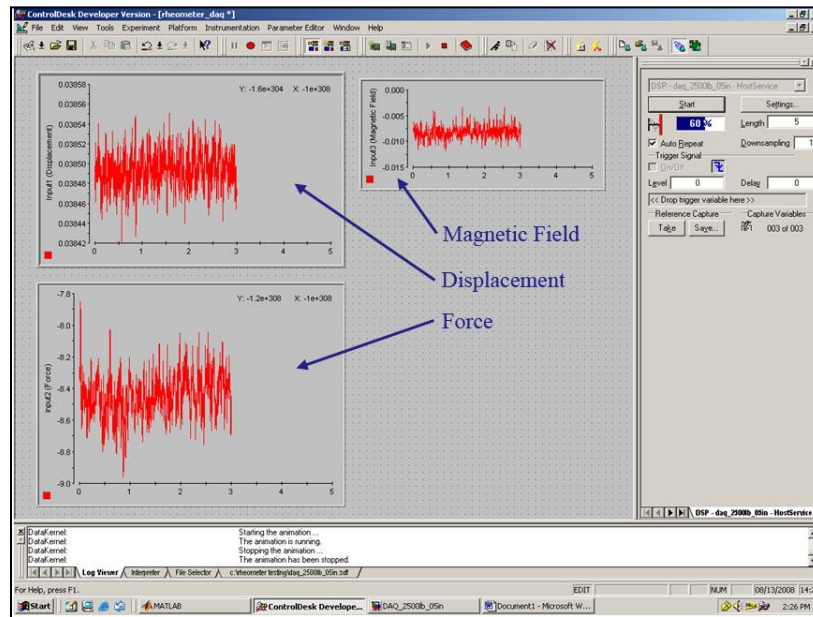 ControlDesk Developer Version - [rheometer_daq *]
File Edit View Tools Experiment Platform Instrumentation Parameter Editor Window Help
Y: -1.6e+304 X: -1e+308
Input1 (Displacement)
0.03858
0.03856
0.03854
0.03852
0.03850
0.03848
0.03846
0.03844
0.03842
0 1 2 3 4 5
Input3 (Magnetic Field)
0.000
-0.005
-0.010
-0.015
0 1 2 3 4 5
Magnetic Field
Displacement
Force
Y: -1.2e+308 X: -1e+308
Input2 (Force)
-7.8
-8.0
-8.2
-8.4
-8.6
-8.8
-9.0
0 1 2 3 4 5
DSP - daq_2500lb_05in - HostService
Start Settings...
60 % Length 5
Auto Repeat Downsampling 1
Trigger Signal
On/Off
Level 0 Delay 0
<< Drop trigger variable here >>
Reference Capture Capture Variables
Take Save... 003 of 003
DSP - daq_2500lb_05in - HostService
DataKernel: Starting the animation ...
DataKernel: The animation is running.
DataKernel: Stopping the animation ...
DataKernel: The animation has been stopped.
Log Viewer Interpreter File Selector c:\rheometer testing\daq_2500lb_05in.sdf
For Help, press F1. EDIT NUM 08/13/2008 14:2
Start MATLAB ControlDesk Develope... DAQ_2500lb_05in Document1 - Microsoft W... 2:26 PM